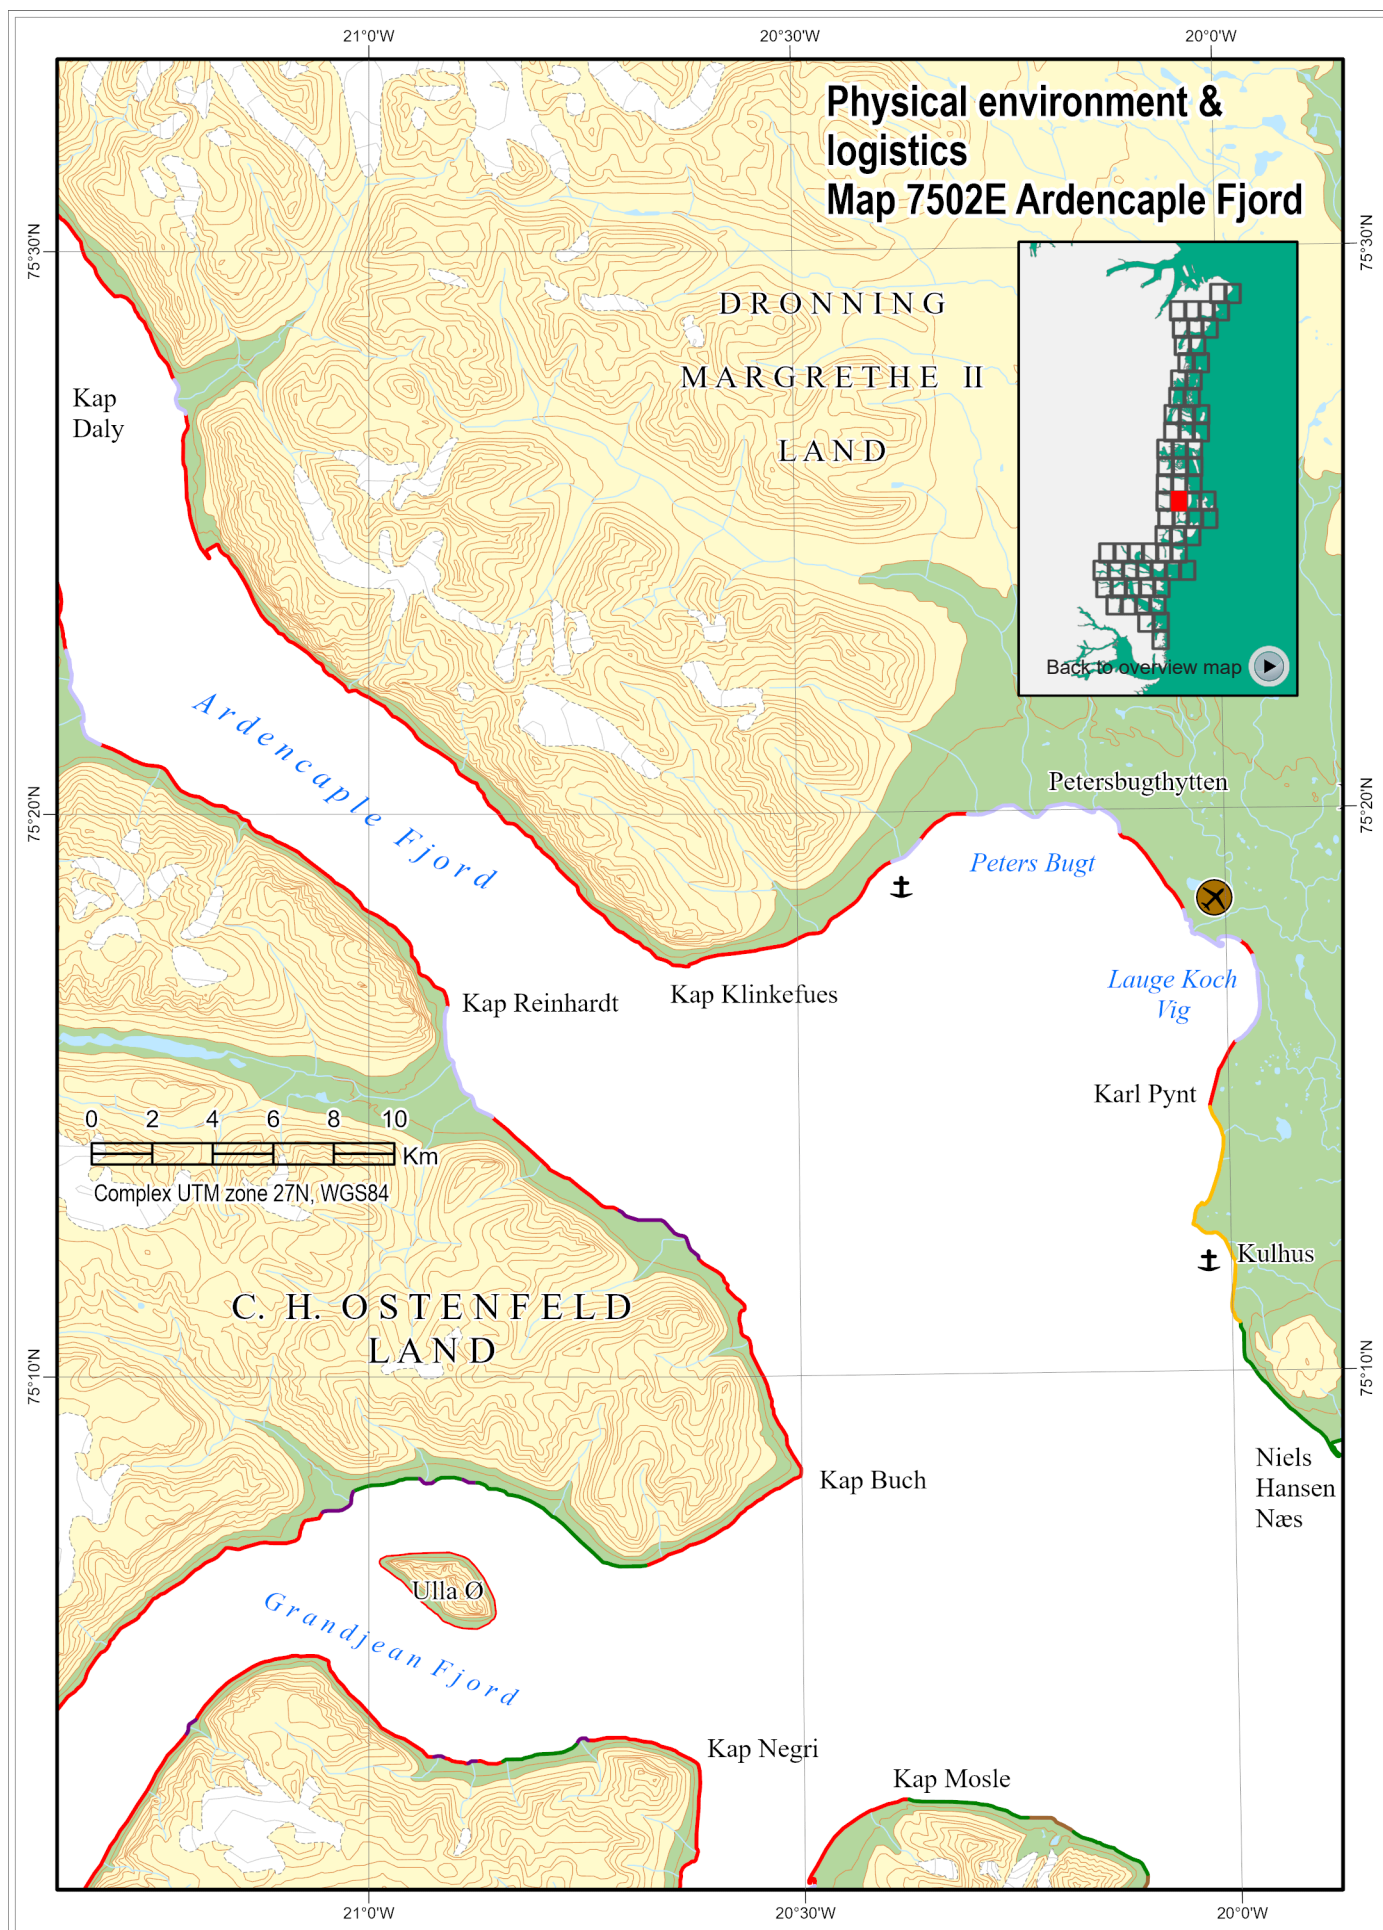 21°0'W 20°30'W 20°0'W
Physical environment &
logistics
Map 7502E Ardencaple Fjord
75°30'N 75°30'N
DRONNING
MARGRETHE II
LAND
Kap
Daly
Back to overview map
Ardencaple Fjord
Petersbugthytten
75°20'N 75°20'N
Peters Bugt
Lauge Koch
Vig
Kap Reinhardt
Kap Klinkefues
Karl Pynt
0 2 4 6 8 10
Km
Complex UTM zone 27N, WGS84
Kulhus
C. H. OSTENFELD
LAND
75°10'N 75°10'N
Niels
Hansen
Næs
Kap Buch
Ulla Ø
Grandjean Fjord
Kap Negri
Kap Mosle
21°0'W 20°30'W 20°0'W